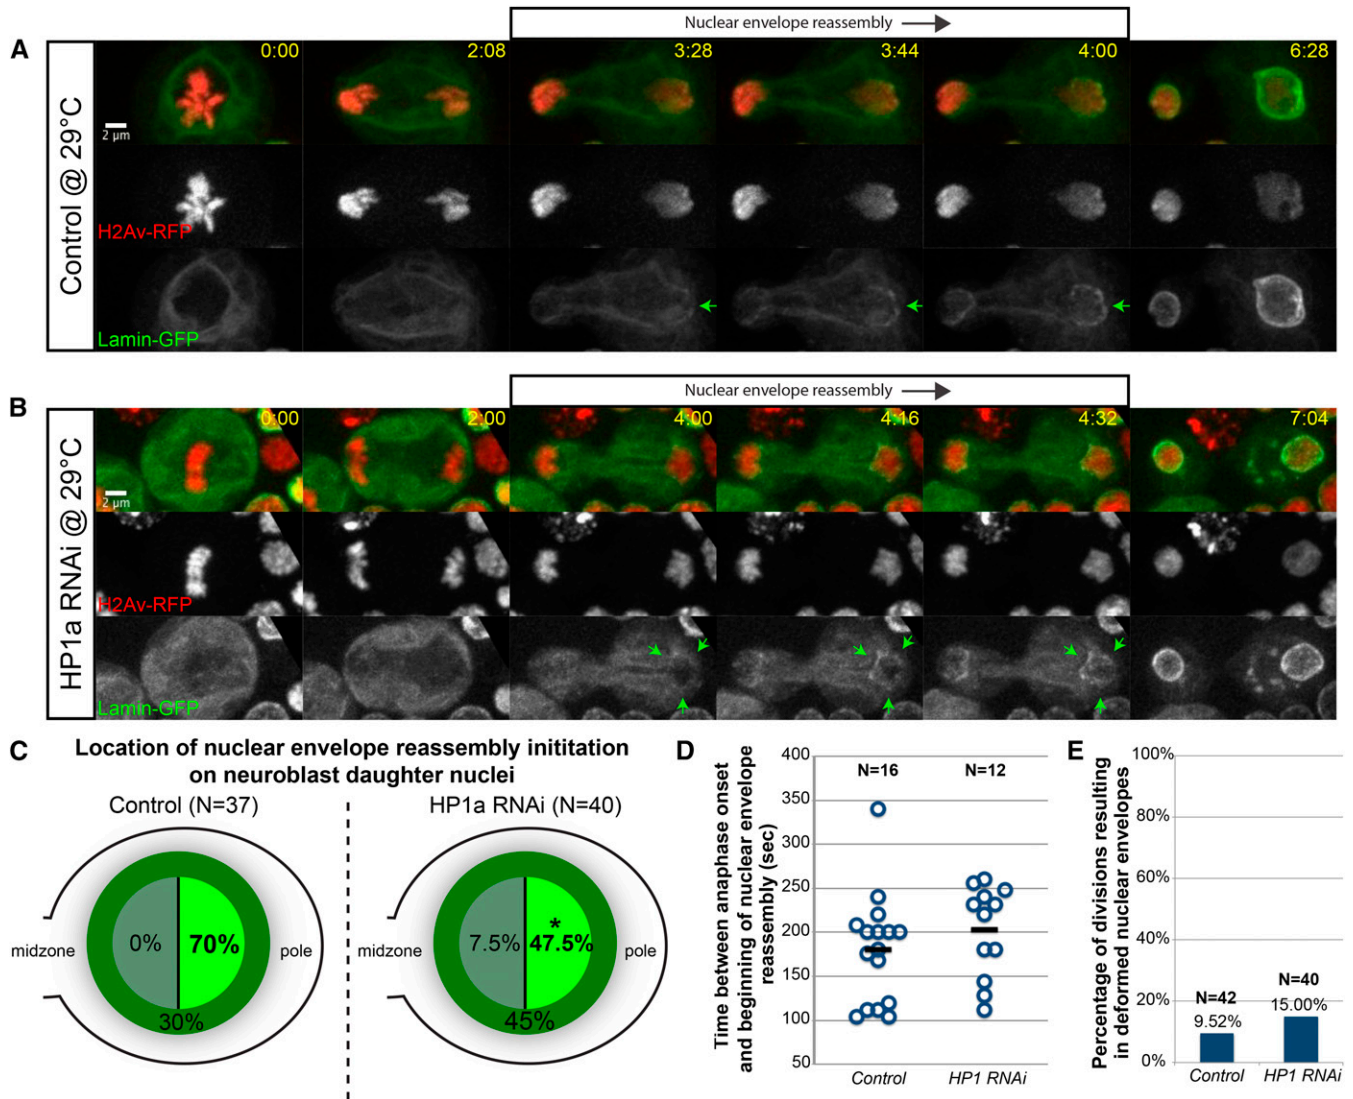 Nuclear envelope reassembly
A
Control @ 29°C
0:00
2:08
3:28
3:44
4:00
6:28
2 µm
H2Av-RFP
Lamin-GFP
Nuclear envelope reassembly
B
HP1a RNAi @ 29°C
0:00
2:00
4:00
4:16
4:32
7:04
2 µm
H2Av-RFP
Lamin-GFP
C
Location of nuclear envelope reassembly inititation
on neuroblast daughter nuclei
Control (N=37)
midzone
0%
70%
pole
30%
HP1a RNAi (N=40)
midzone
7.5%
*
47.5%
pole
45%
D
Time between anaphase onset
and beginning of nuclear envelope
reassembly (sec)
400
350
300
250
200
150
100
50
N=16
N=12
Control
HP1 RNAi
E
Percentage of divisions resulting
in deformed nuclear envelopes
100%
80%
60%
40%
20%
0%
N=42
9.52%
N=40
15.00%
Control
HP1 RNAi